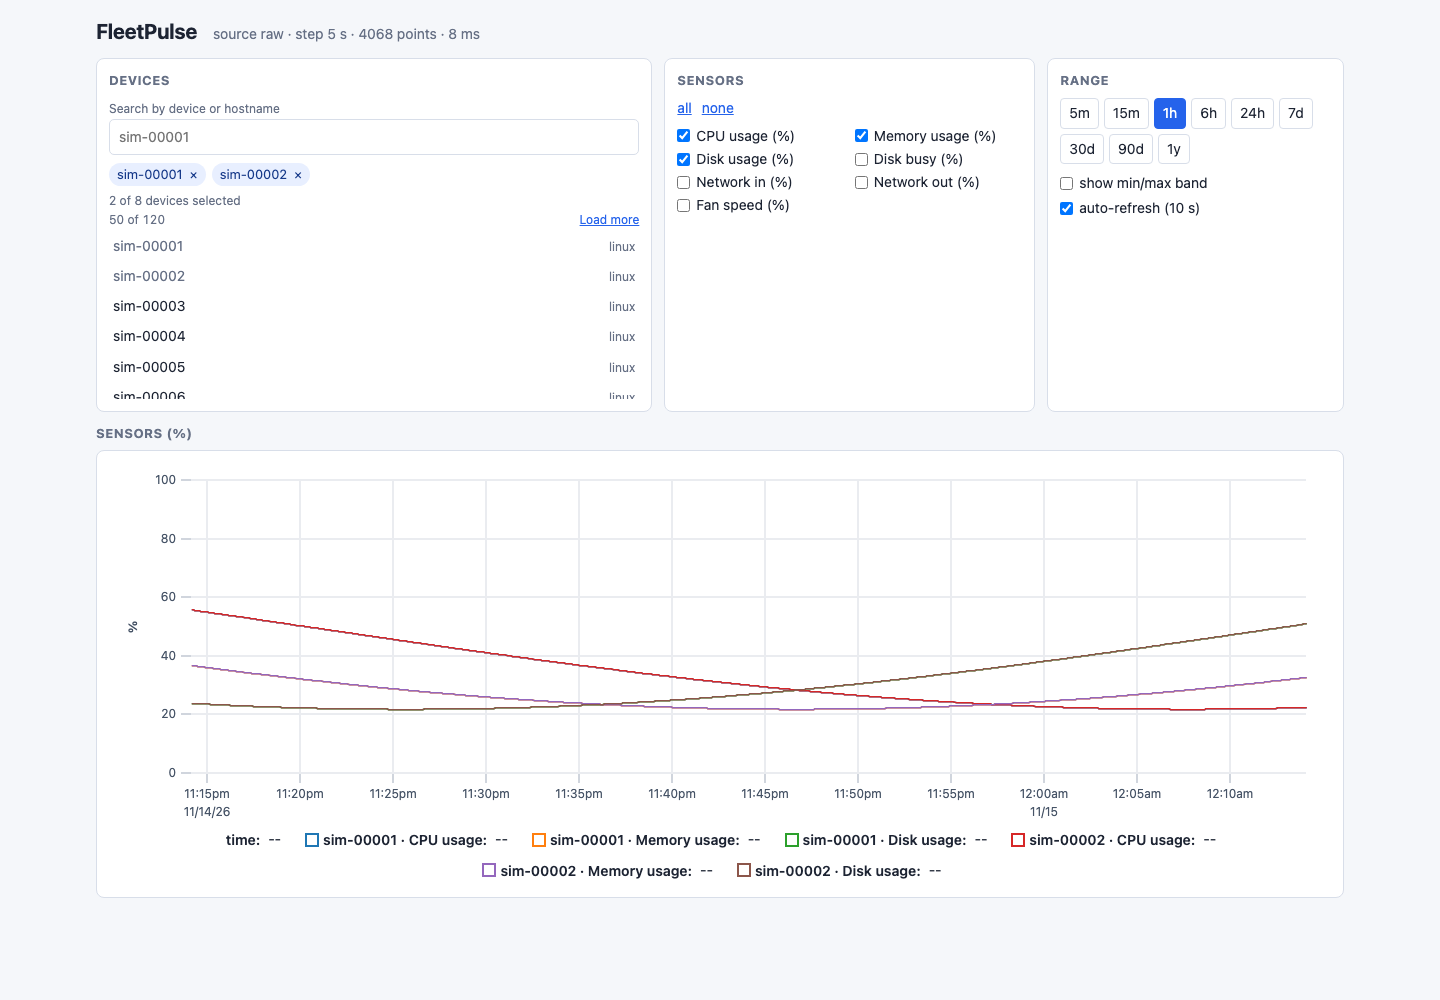 FleetPulse source raw · step 5 s · 4068 points · 8 ms
DEVICES
Search by device or hostname
sim-00001
sim-00001 × sim-00002 ×
2 of 8 devices selected
50 of 120 Load more
sim-00001 linux
sim-00002 linux
sim-00003 linux
sim-00004 linux
sim-00005 linux
sim-00006 linux
SENSORS
all none
CPU usage (%) Memory usage (%)
Disk usage (%) Disk busy (%)
Network in (%) Network out (%)
Fan speed (%)
RANGE
5m 15m 1h 6h 24h 7d
30d 90d 1y
show min/max band
auto-refresh (10 s)
SENSORS (%)
100
80
60
40
20
0
%
11:15pm 11:20pm 11:25pm 11:30pm 11:35pm 11:40pm 11:45pm 11:50pm 11:55pm 12:00am 12:05am 12:10am
11/14/26 11/15
time: -- sim-00001 · CPU usage: -- sim-00001 · Memory usage: -- sim-00001 · Disk usage: -- sim-00002 · CPU usage: --
sim-00002 · Memory usage: -- sim-00002 · Disk usage: --